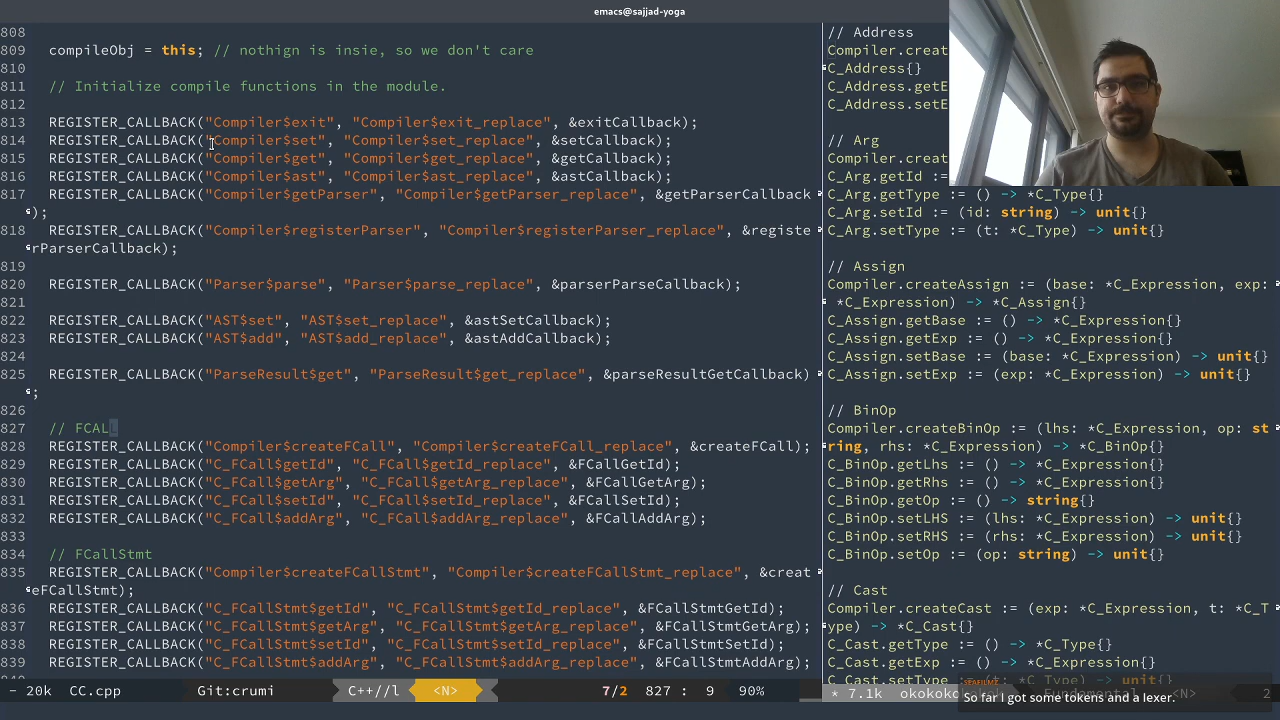 emacs@sajjad-yoga
808
809 compileObj = this; // nothign is insie, so we don't care
810
811 // Initialize compile functions in the module.
812
813 REGISTER_CALLBACK("Compiler$exit", "Compiler$exit_replace", &exitCallback);
814 REGISTER_CALLBACK("Compiler$set", "Compiler$set_replace", &setCallback);
815 REGISTER_CALLBACK("Compiler$get", "Compiler$get_replace", &getCallback);
816 REGISTER_CALLBACK("Compiler$ast", "Compiler$ast_replace", &astCallback);
817 REGISTER_CALLBACK("Compiler$getParser", "Compiler$getParser_replace", &getParserCallback
);
818 REGISTER_CALLBACK("Compiler$registerParser", "Compiler$registerParser_replace", &registe
rParserCallback);
819
820 REGISTER_CALLBACK("Parser$parse", "Parser$parse_replace", &parserParseCallback);
821
822 REGISTER_CALLBACK("AST$set", "AST$set_replace", &astSetCallback);
823 REGISTER_CALLBACK("AST$add", "AST$add_replace", &astAddCallback);
824
825 REGISTER_CALLBACK("ParseResult$get", "ParseResult$get_replace", &parseResultGetCallback)
;
826
827 // FCALL
828 REGISTER_CALLBACK("Compiler$createFCall", "Compiler$createFCall_replace", &createFCall);
829 REGISTER_CALLBACK("C_FCall$getId", "C_FCall$getId_replace", &FCallGetId);
830 REGISTER_CALLBACK("C_FCall$getArg", "C_FCall$getArg_replace", &FCallGetArg);
831 REGISTER_CALLBACK("C_FCall$setId", "C_FCall$setId_replace", &FCallSetId);
832 REGISTER_CALLBACK("C_FCall$addArg", "C_FCall$addArg_replace", &FCallAddArg);
833
834 // FCallStmt
835 REGISTER_CALLBACK("Compiler$createFCallStmt", "Compiler$createFCallStmt_replace", &creat
eFCallStmt);
836 REGISTER_CALLBACK("C_FCallStmt$getId", "C_FCallStmt$getId_replace", &FCallStmtGetId);
837 REGISTER_CALLBACK("C_FCallStmt$getArg", "C_FCallStmt$getArg_replace", &FCallStmtGetArg);
838 REGISTER_CALLBACK("C_FCallStmt$setId", "C_FCallStmt$setId_replace", &FCallStmtSetId);
839 REGISTER_CALLBACK("C_FCallStmt$addArg", "C_FCallStmt$addArg_replace", &FCallStmtAddArg);
- 20k CC.cpp Git:crumi C++//l <N> 7/2 827 : 9 90%
// Address
Compiler.creat
C_Address{}
C_Address.getE
C_Address.setE
// Arg
Compiler.creat
C_Arg.getId :=
C_Arg.getType := () -> *C_Type{}
C_Arg.setId := (id: string) -> unit{}
C_Arg.setType := (t: *C_Type) -> unit{}
// Assign
Compiler.createAssign := (base: *C_Expression, exp:
*C_Expression) -> *C_Assign{}
C_Assign.getBase := () -> *C_Expression{}
C_Assign.getExp := () -> *C_Expression{}
C_Assign.setBase := (base: *C_Expression) -> unit{}
C_Assign.setExp := (exp: *C_Expression) -> unit{}
// BinOp
Compiler.createBinOp := (lhs: *C_Expression, op: st
ring, rhs: *C_Expression) -> *C_BinOp{}
C_BinOp.getLhs := () -> *C_Expression{}
C_BinOp.getRhs := () -> *C_Expression{}
C_BinOp.getOp := () -> string{}
C_BinOp.setLHS := (lhs: *C_Expression) -> unit{}
C_BinOp.setRHS := (rhs: *C_Expression) -> unit{}
C_BinOp.setOp := (op: string) -> unit{}
// Cast
Compiler.createCast := (exp: *C_Expression, t: *C_T
ype) -> *C_Cast{}
C_Cast.getType := () -> *C_Type{}
C_Cast.getExp := () -> *C_Expression{}
C_Cast.setType
* 7.1k <N> 2
So far I got some tokens and a lexer.